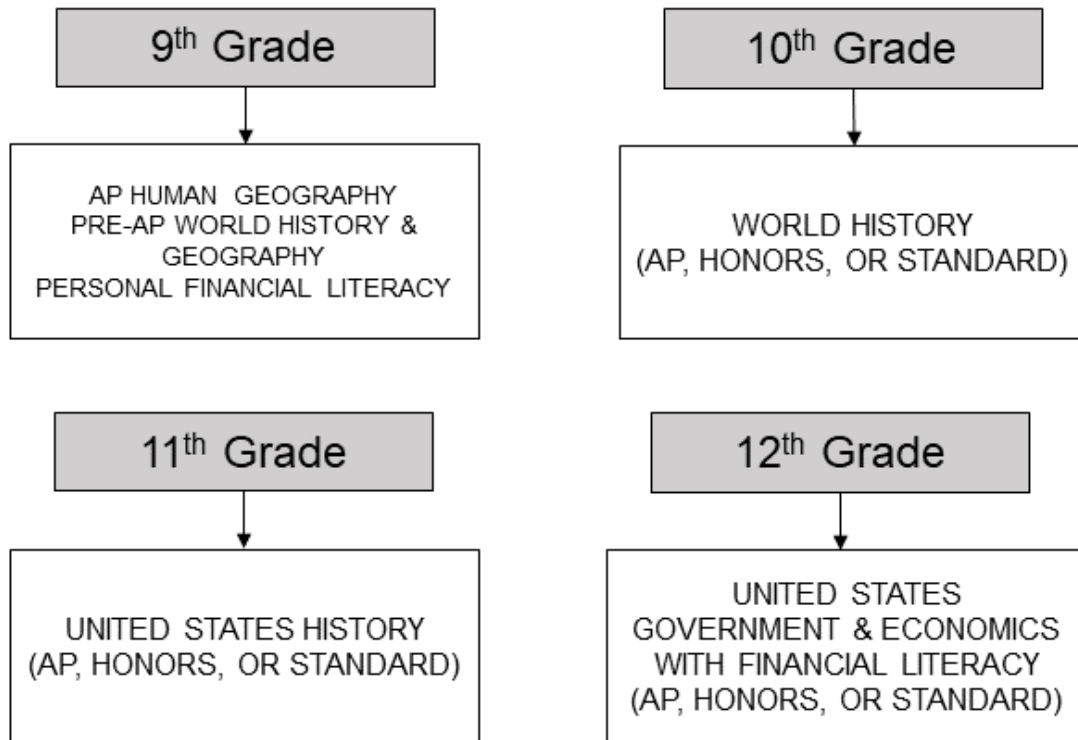 9th Grade
AP HUMAN GEOGRAPHY
PRE-AP WORLD HISTORY &
GEOGRAPHY
PERSONAL FINANCIAL LITERACY
10th Grade
WORLD HISTORY
(AP, HONORS, OR STANDARD)
11th Grade
UNITED STATES HISTORY
(AP, HONORS, OR STANDARD)
12th Grade
UNITED STATES
GOVERNMENT & ECONOMICS
WITH FINANCIAL LITERACY
(AP, HONORS, OR STANDARD)